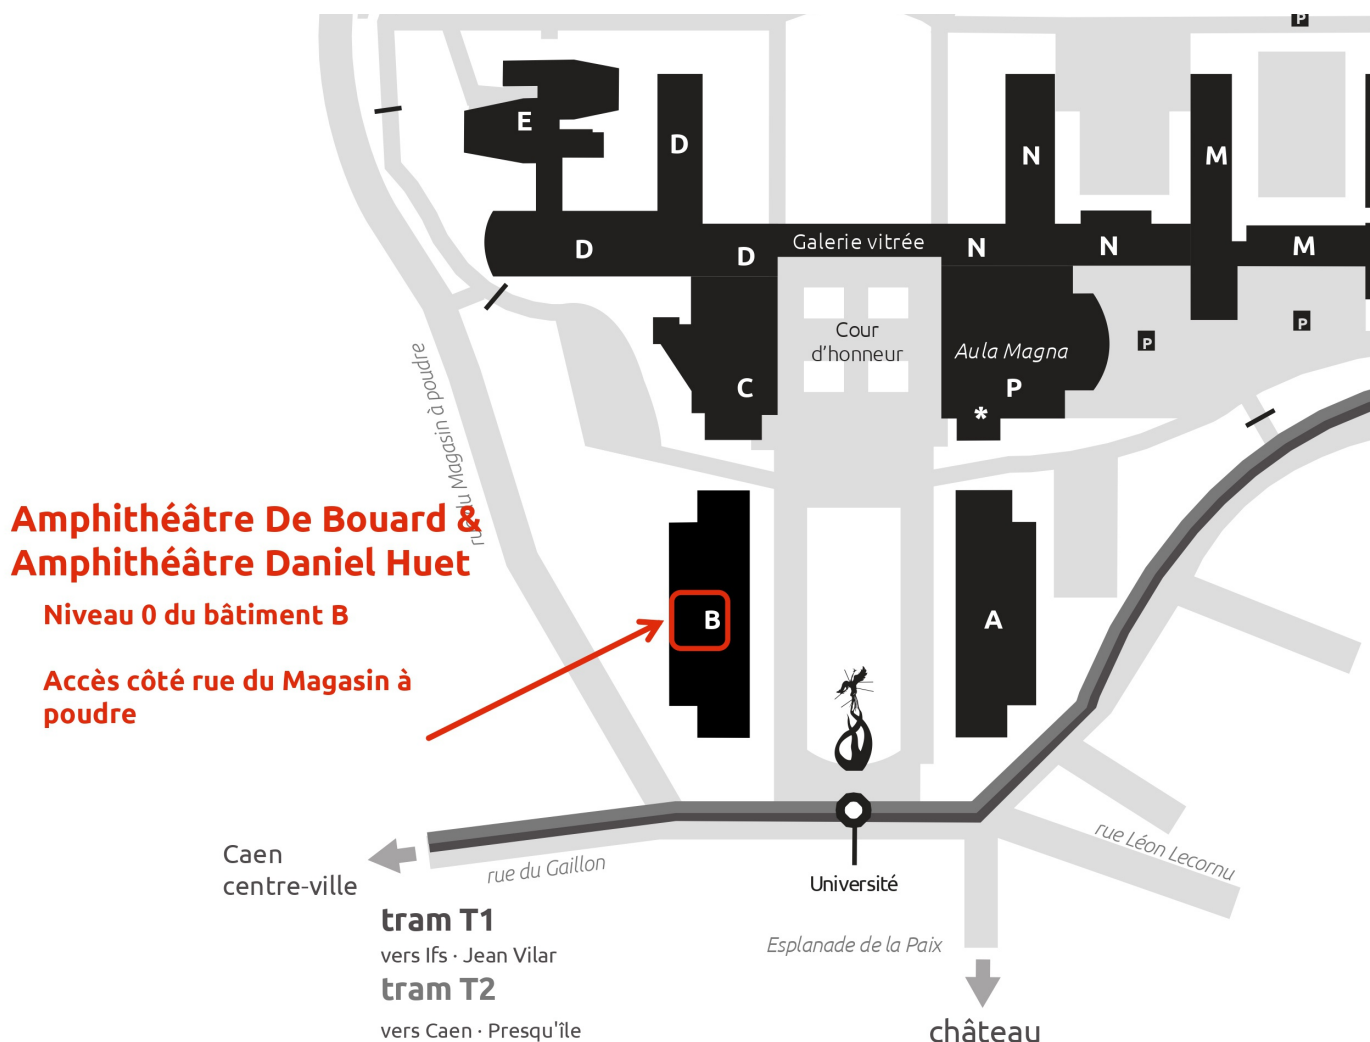 P
E
D
N
M
D
D
Galerie vitrée
N
N
M
Cour
d'honneur
Aula Magna
P
P
P
C
*
rue du Magasin à poudre
Amphithéâtre De Bouard &
Amphithéâtre Daniel Huet
Niveau 0 du bâtiment B
B
A
Accès côté rue du Magasin à
poudre
Caen
centre-ville
rue du Gaillon
rue Léon Lecornu
Université
tram T1
vers Ifs · Jean Vilar
Esplanade de la Paix
tram T2
vers Caen · Presqu'île
château